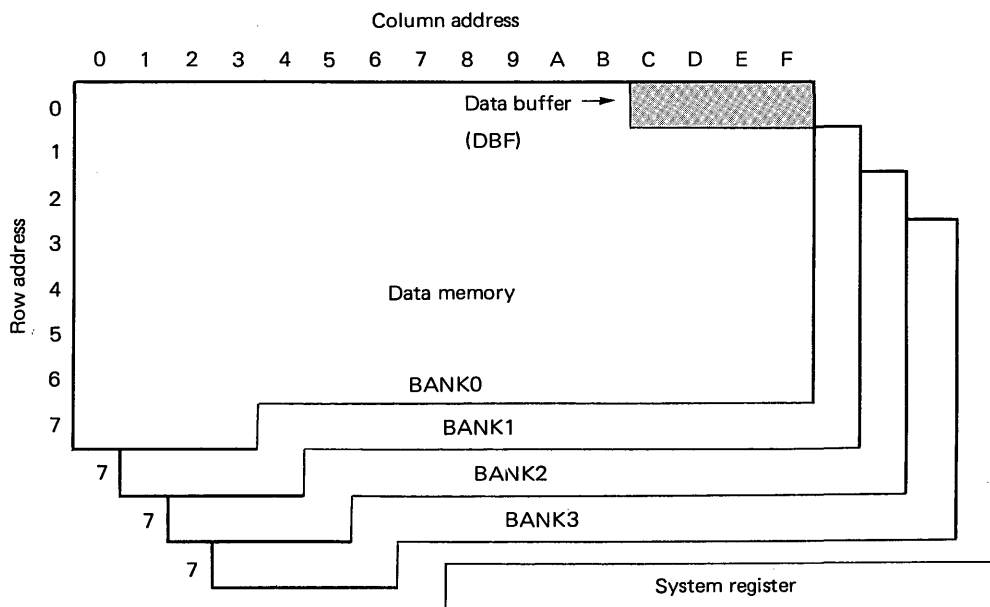 Column address
0 1 2 3 4 5 6 7 8 9 A B C D E F
Row address
0
1
2
3
4
5
6
7
Data buffer
(DBF)
Data memory
BANK0
BANK1
7
BANK2
7
BANK3
7
System register